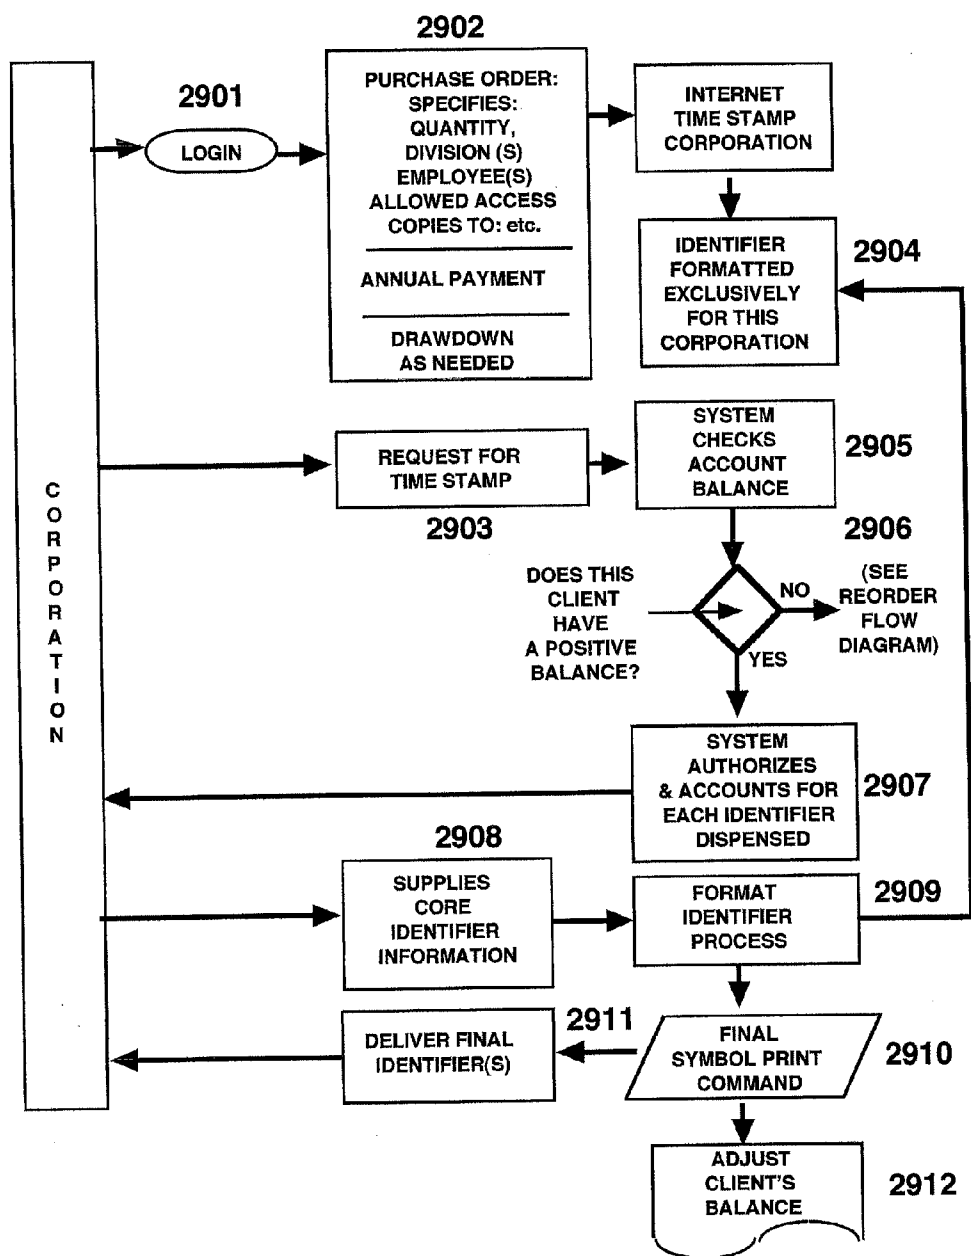 2902
2901
LOGIN
PURCHASE ORDER:
SPECIFIES:
QUANTITY,
DIVISION (S)
EMPLOYEE(S)
ALLOWED ACCESS
COPIES TO: etc.
ANNUAL PAYMENT
DRAWDOWN
AS NEEDED
INTERNET
TIME STAMP
CORPORATION
IDENTIFIER
FORMATTED
EXCLUSIVELY
FOR THIS
CORPORATION
2904
CORPORATION
REQUEST FOR
TIME STAMP
2903
SYSTEM
CHECKS
ACCOUNT
BALANCE
2905
2906
DOES THIS
CLIENT
HAVE
A POSITIVE
BALANCE?
NO
YES
(SEE
REORDER
FLOW
DIAGRAM)
SYSTEM
AUTHORIZES
& ACCOUNTS FOR
EACH IDENTIFIER
DISPENSED
2907
2908
SUPPLIES
CORE
IDENTIFIER
INFORMATION
FORMAT
IDENTIFIER
PROCESS
2909
2911
DELIVER FINAL
IDENTIFIER(S)
FINAL
SYMBOL PRINT
COMMAND
2910
ADJUST
CLIENT'S
BALANCE
2912